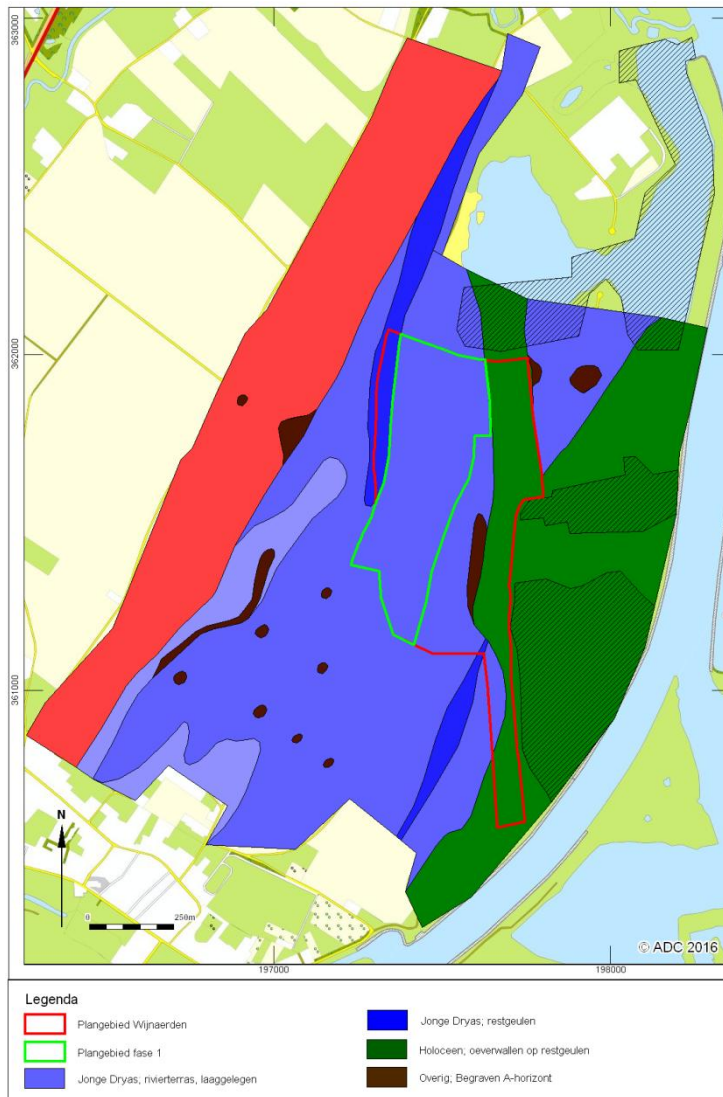 363000
362000
361000
N
0 250m
© ADC 2016
197000 198000
Legenda
Plangebied Wijnaerden
Plangebied fase 1
Jonge Dryas; rivierterras, laaggelegen
Jonge Dryas; restgeulen
Holoceen; oeverwallen op restgeulen
Overig; Begraven A-horizont